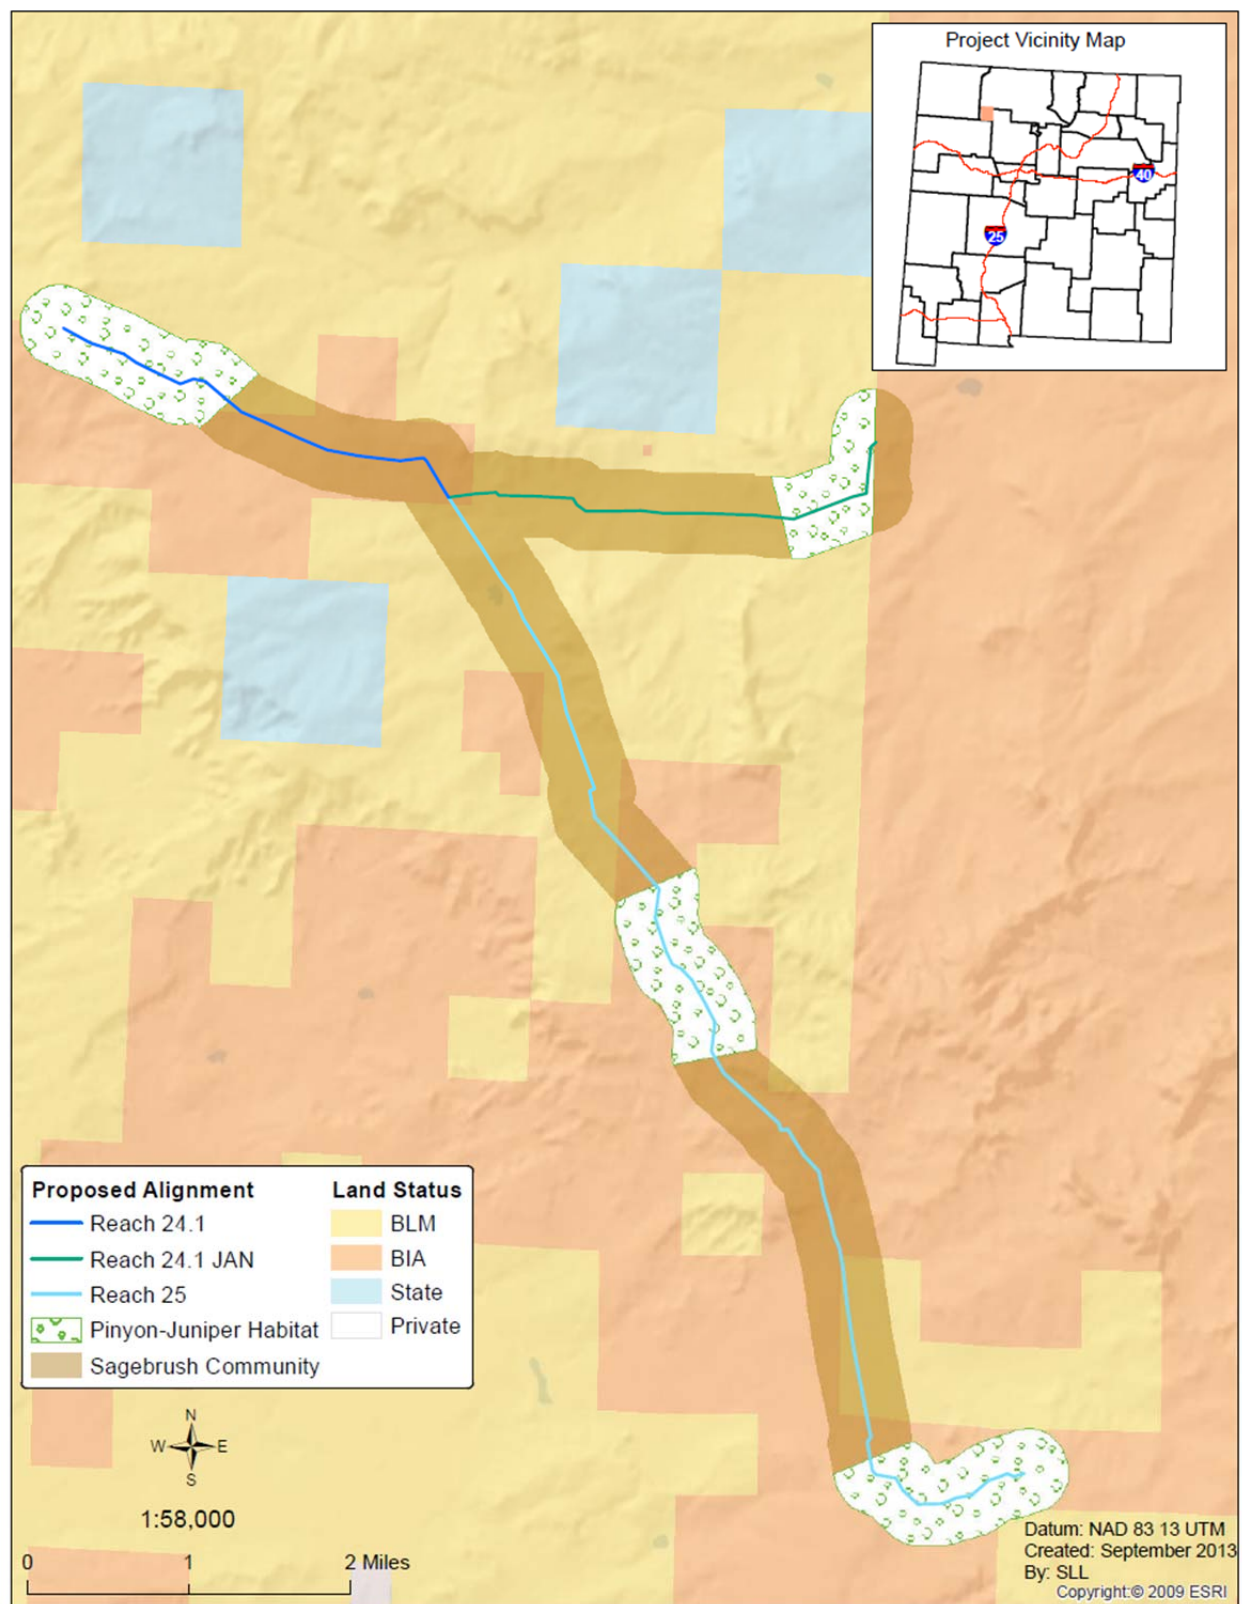 Project Vicinity Map
40
25
Proposed Alignment
Reach 24.1
Reach 24.1 JAN
Reach 25
Pinyon-Juniper Habitat
Sagebrush Community
Land Status
BLM
BIA
State
Private
N
W E
S
1:58,000
0 1 2 Miles
Datum: NAD 83 13 UTM
Created: September 2013
By: SLL
Copyright:© 2009 ESRI